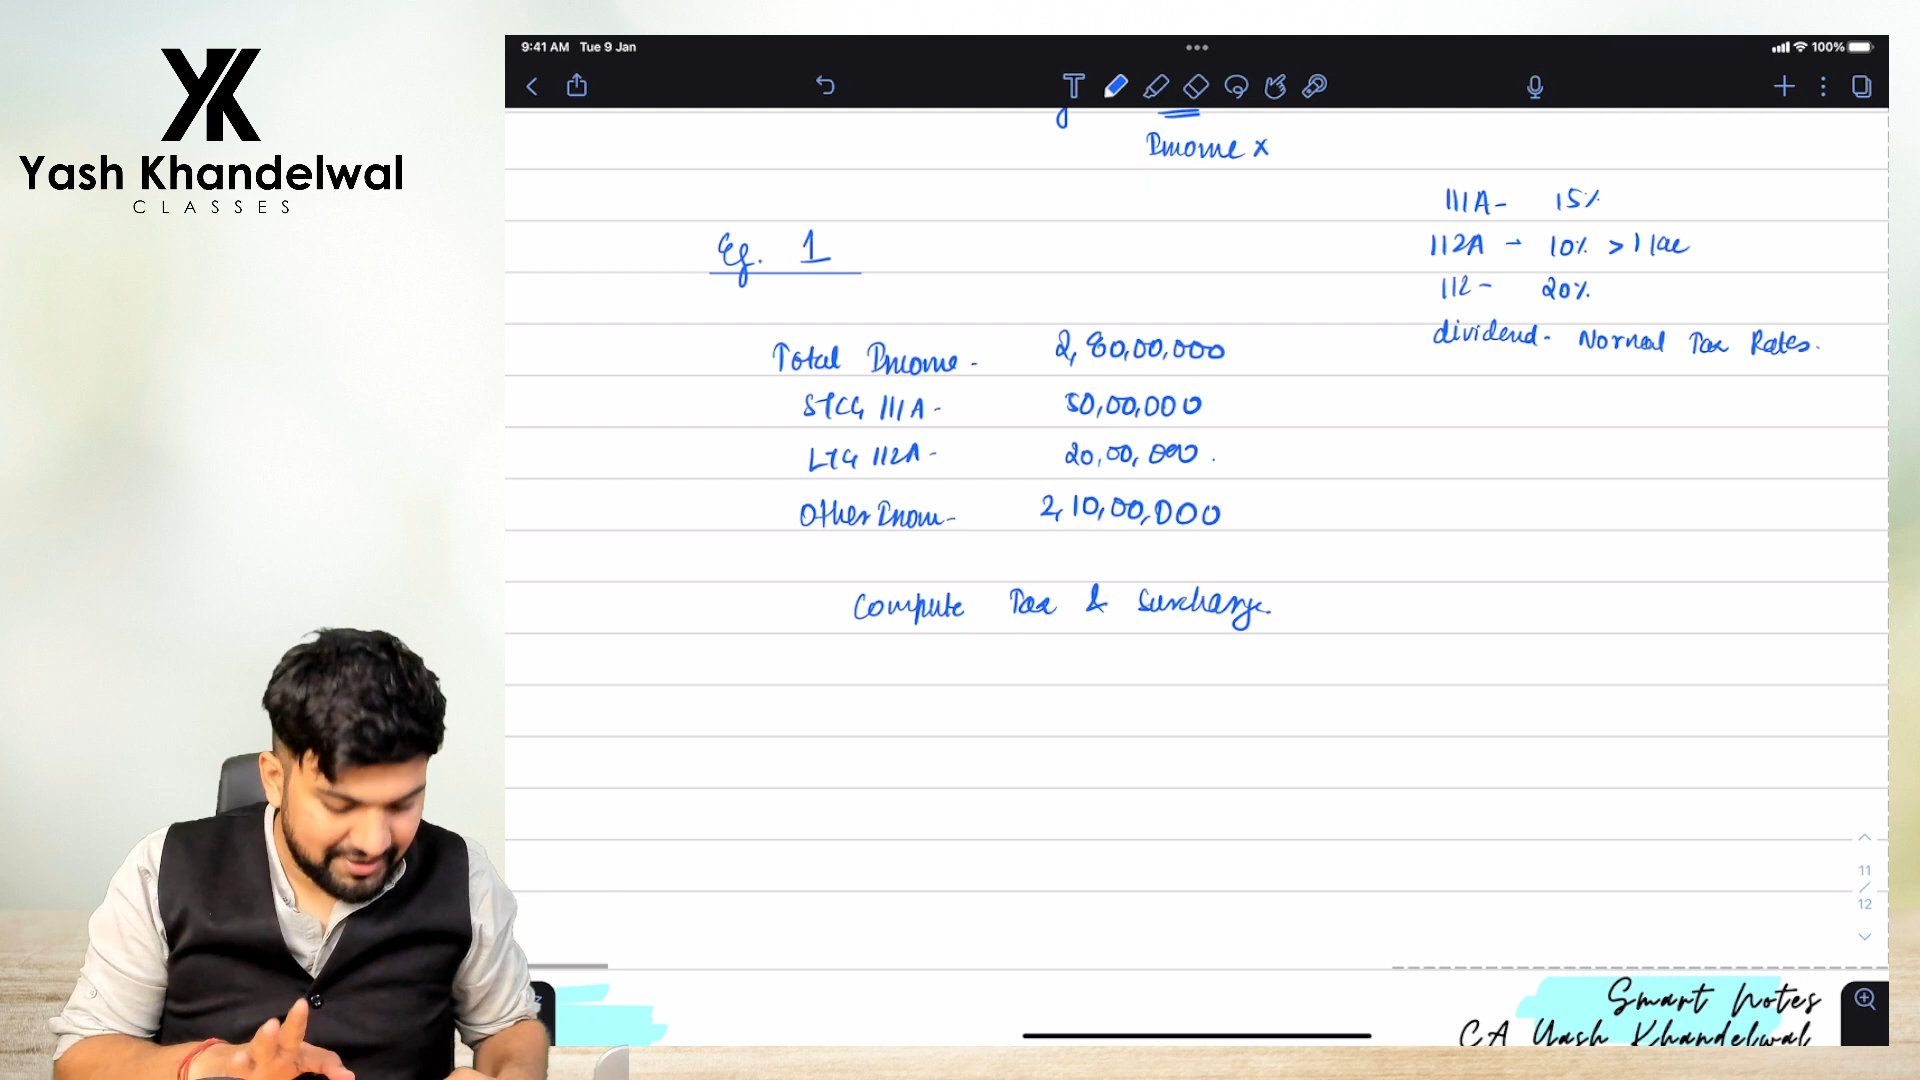 Yash Khandelwal
CLASSES
9:41 AM Tue 9 Jan
100%
Income x
111A - 15%
112A - 10% > 1 lac
112 - 20%
dividend - Normal Tax Rates.
Eg. 1
Total Income - 2,80,00,000
STCG 111A - 50,00,000
LTCG 112A - 20,00,000.
Other Incom - 2,10,00,000
Compute Tax & Surcharge.
11
12
Smart Notes
CA Yash Khandelwal